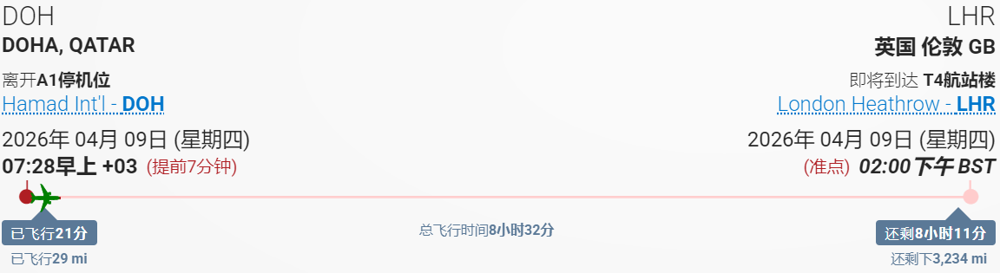 DOH
LHR
DOHA, QATAR
英国 伦敦 GB
离开A1停机位
即将到达 T4航站楼
Hamad Int'l - DOH
London Heathrow - LHR
2026年 04月 09日 (星期四)
2026年 04月 09日 (星期四)
07:28早上 +03 (提前7分钟)
(准点) 02:00下午 BST
已飞行21分
总飞行时间8小时32分
还剩8小时11分
已飞行29 mi
还剩下3,234 mi